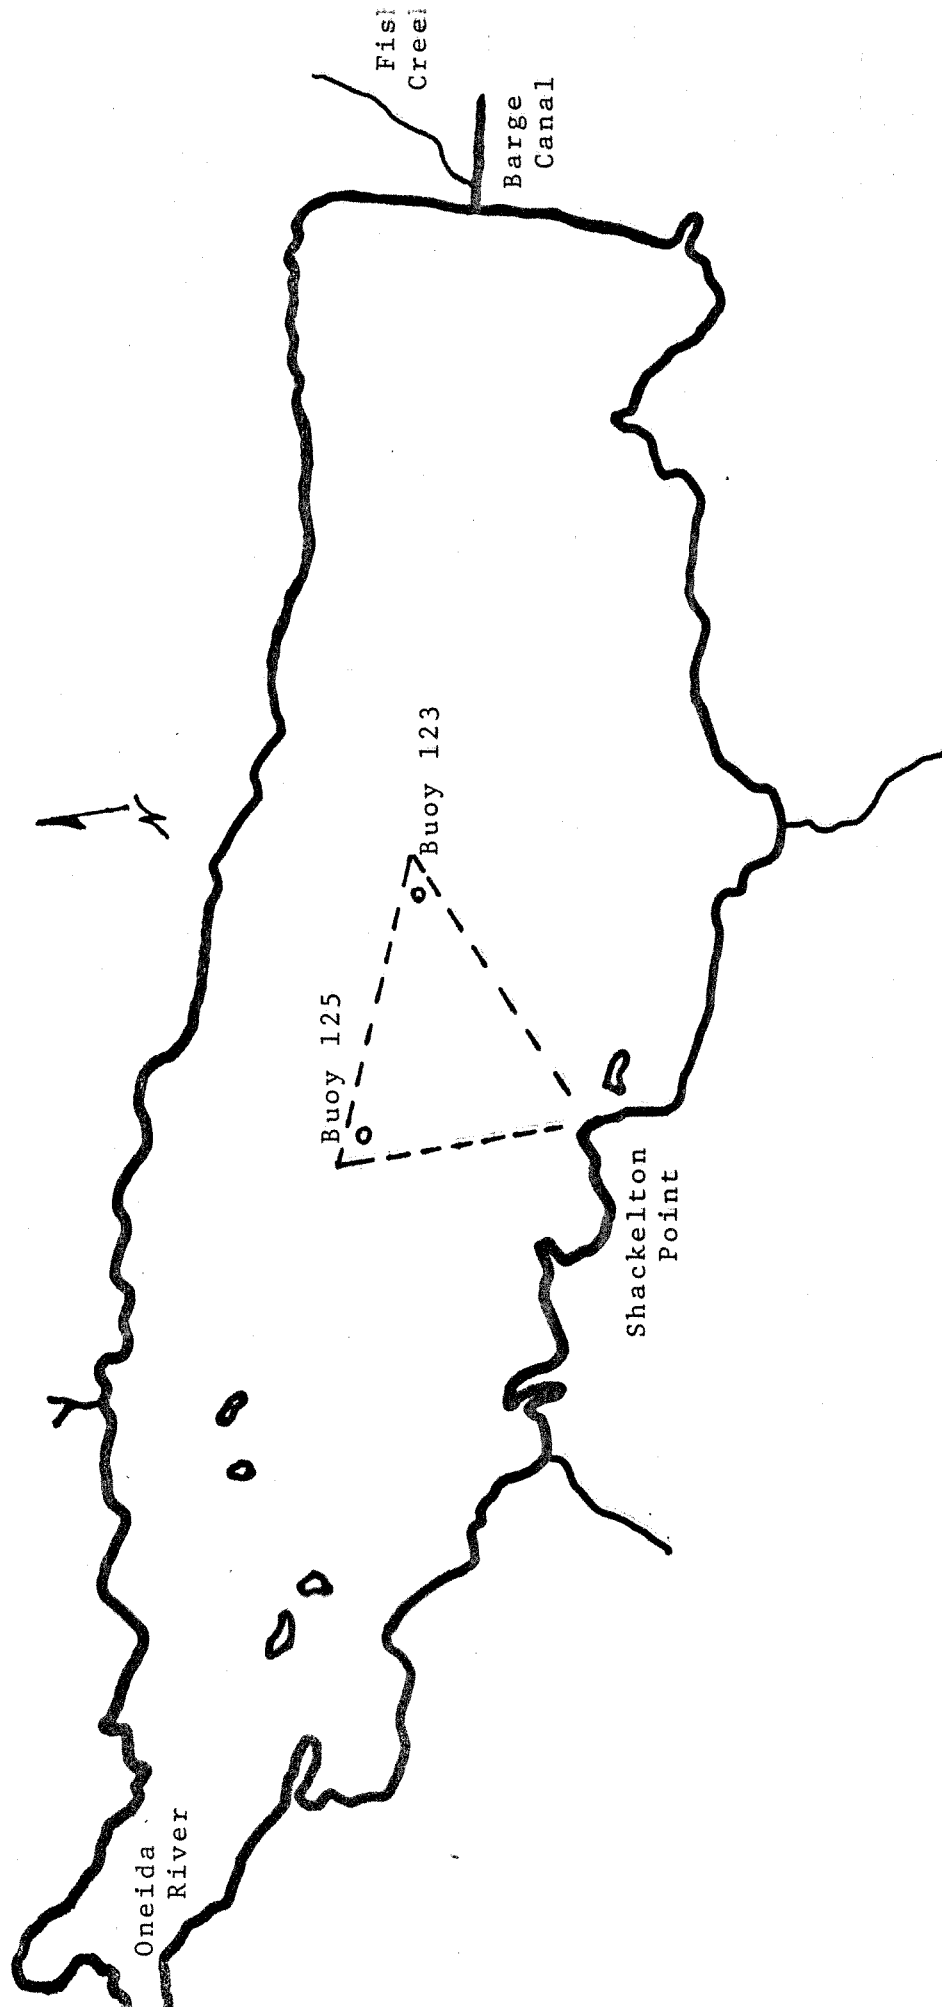 N
Oneida
River
Buoy 125
Fish
Creek
Buoy 123
Barge
Canal
Shackelton
Point